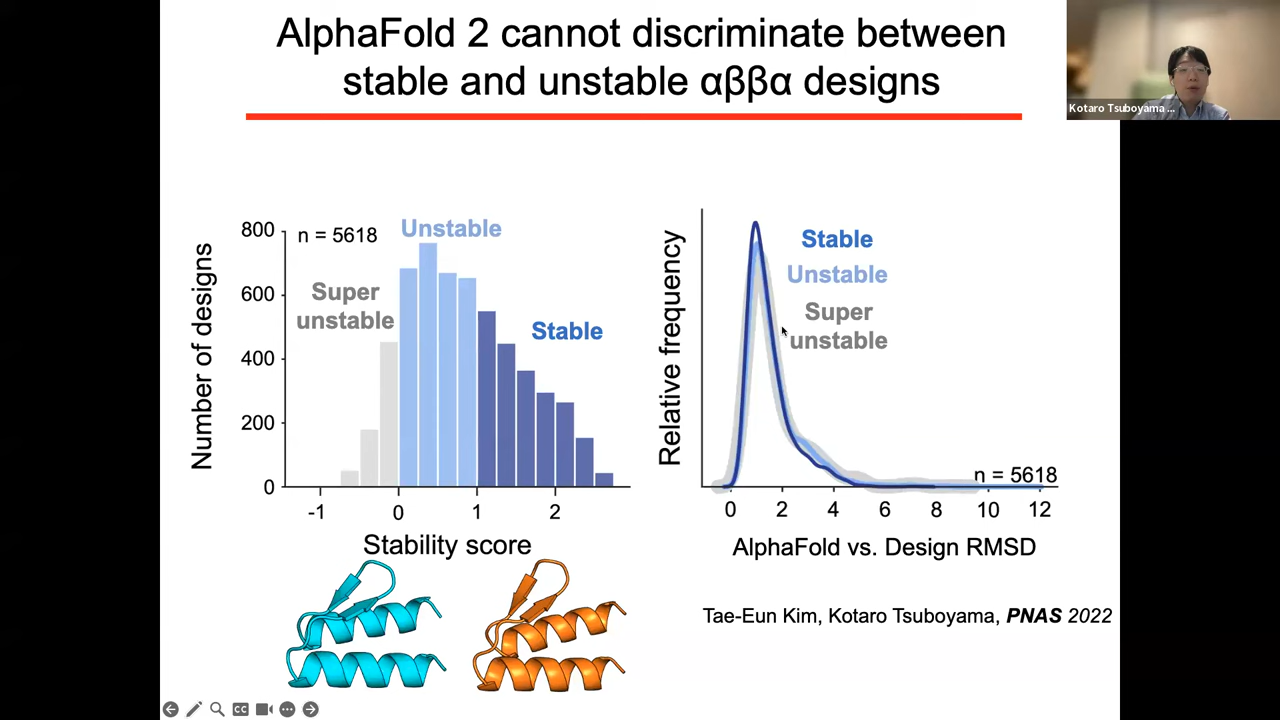 AlphaFold 2 cannot discriminate between
stable and unstable αββα designs
Kotaro Tsuboyama ...
Number of designs
800
600
400
200
0
n = 5618
Unstable
Super
unstable
Stable
-1
0
1
2
Stability score
Relative frequency
Stable
Unstable
Super
unstable
n = 5618
0
2
4
6
8
10
12
AlphaFold vs. Design RMSD
Tae-Eun Kim, Kotaro Tsuboyama, PNAS 2022
CC